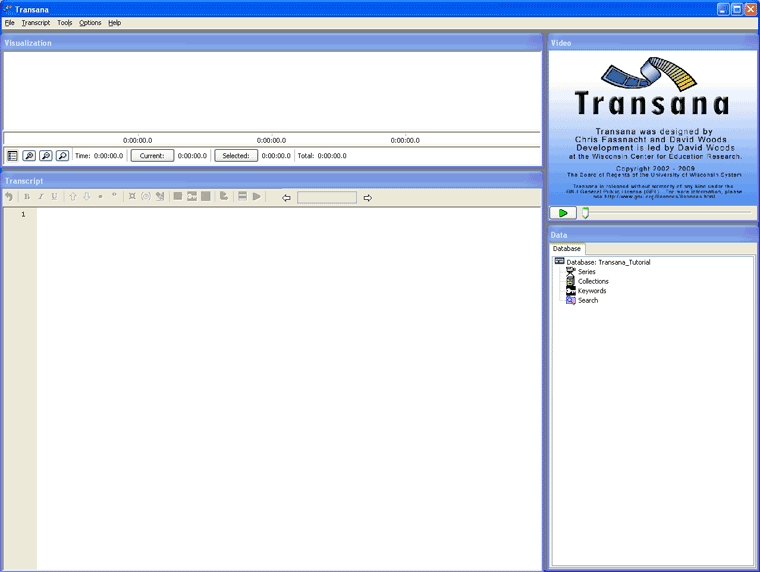 Transana
File Transcript Tools Options Help
Visualization
0:00:00.0 0:00:00.0 0:00:00.0
Time: 0:00:00.0 Current: 0:00:00.0 Selected: 0:00:00.0 Total: 0:00:00.0
Transcript
B I U
1
Video
Transana
Transana was designed by
Chris Fassnacht and David Woods.
Development is led by David Woods
at the Wisconsin Center for Education Research.
Copyright 2002 - 2009
The Board of Regents of the University of Wisconsin System
Transana is released without warranty of any kind under the
GNU General Public License (GPL). For more information, please
see http://www.gnu.org/licenses/licenses.html
Data
Database
Database: Transana_Tutorial
Series
Collections
Keywords
Search